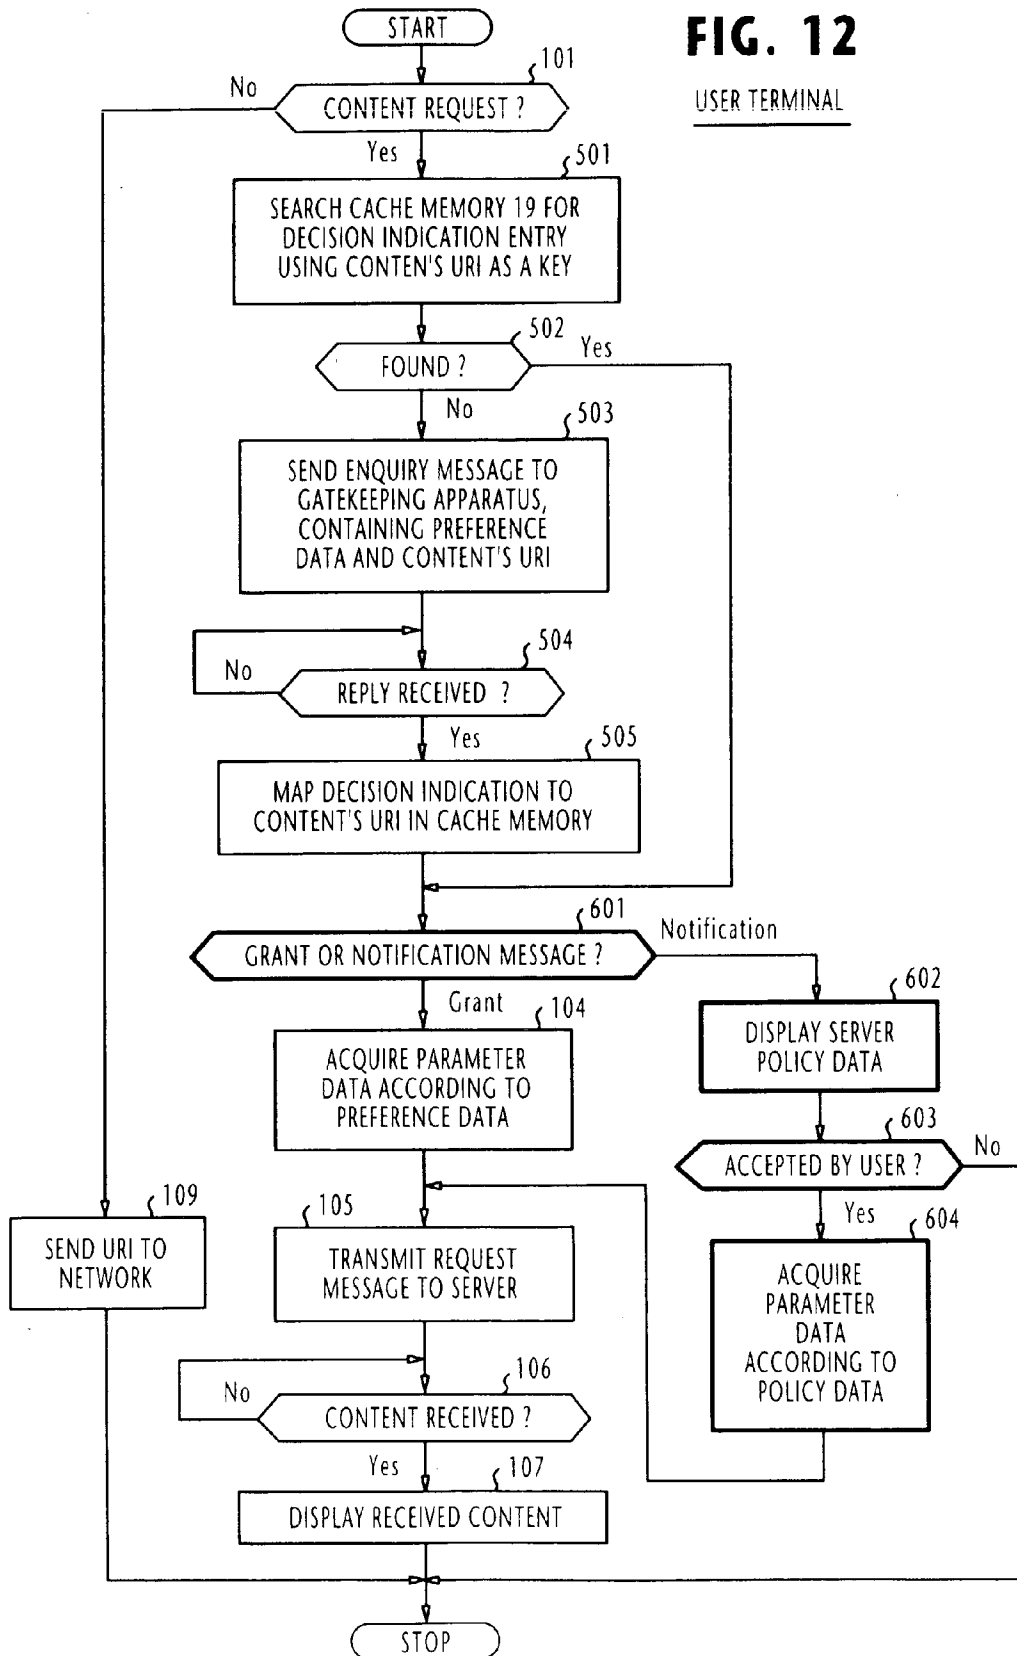 START
FIG. 12
USER TERMINAL
101
No
CONTENT REQUEST ?
Yes
501
SEARCH CACHE MEMORY 19 FOR
DECISION INDICATION ENTRY
USING CONTEN'S URI AS A KEY
502
FOUND ?
Yes
No
503
SEND ENQUIRY MESSAGE TO
GATEKEEPING APPARATUS,
CONTAINING PREFERENCE
DATA AND CONTENT'S URI
504
No
REPLY RECEIVED ?
Yes
505
MAP DECISION INDICATION TO
CONTENT'S URI IN CACHE MEMORY
601
GRANT OR NOTIFICATION MESSAGE ?
Notification
Grant
602
DISPLAY SERVER
POLICY DATA
104
ACQUIRE PARAMETER
DATA ACCORDING TO
PREFERENCE DATA
603
ACCEPTED BY USER ?
No
Yes
604
ACQUIRE
PARAMETER
DATA
ACCORDING TO
POLICY DATA
109
SEND URI TO
NETWORK
105
TRANSMIT REQUEST
MESSAGE TO SERVER
106
No
CONTENT RECEIVED ?
Yes
107
DISPLAY RECEIVED CONTENT
STOP